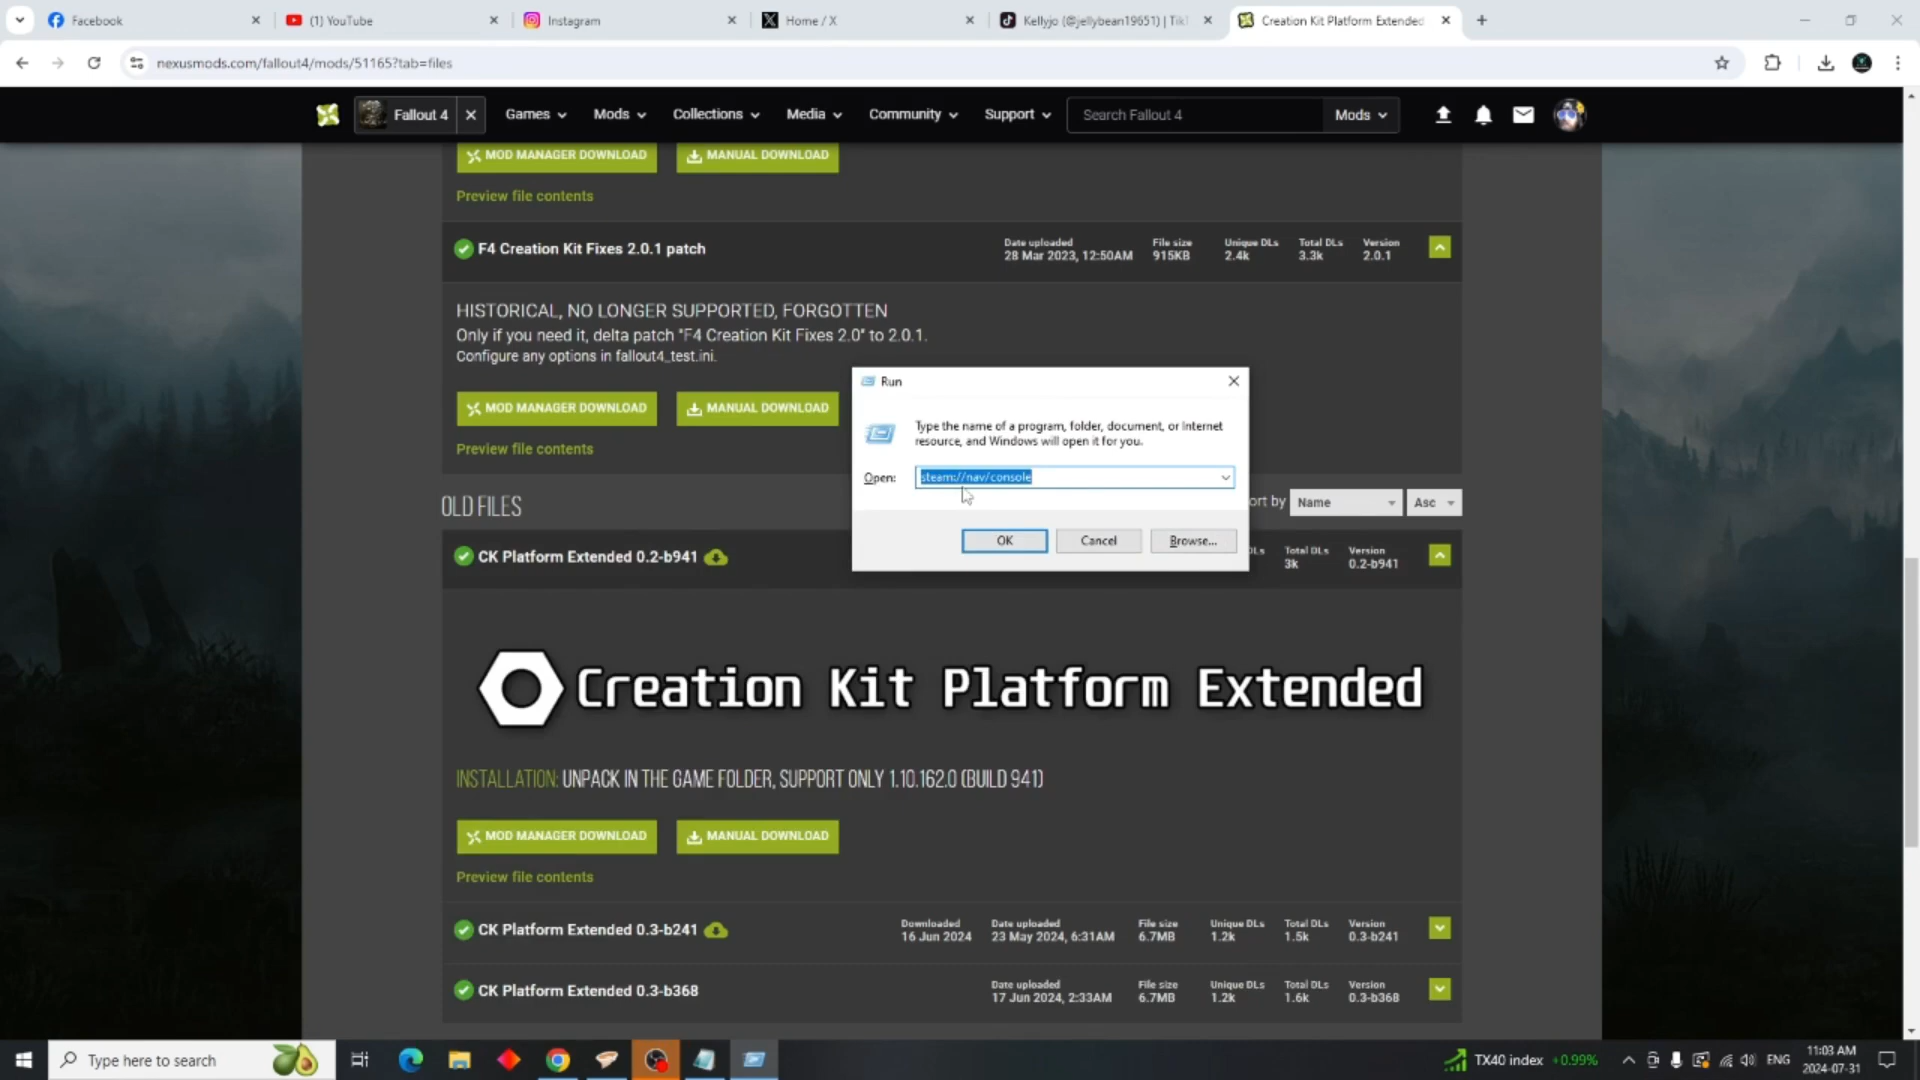 Facebook
(1) YouTube
Instagram
Home / X
Kellyjo (@jellybean19651) | TikT
Creation Kit Platform Extended
nexusmods.com/fallout4/mods/51165?tab=files
Fallout 4
Games
Mods
Collections
Media
Community
Support
Search Fallout 4
Mods
MOD MANAGER DOWNLOAD
MANUAL DOWNLOAD
Preview file contents
F4 Creation Kit Fixes 2.0.1 patch
Date uploaded
28 Mar 2023, 12:50AM
File size
915KB
Unique DLs
2.4k
Total DLs
3.3k
Version
2.0.1
HISTORICAL, NO LONGER SUPPORTED, FORGOTTEN
Only if you need it, delta patch "F4 Creation Kit Fixes 2.0" to 2.0.1.
Configure any options in fallout4_test.ini.
MOD MANAGER DOWNLOAD
MANUAL DOWNLOAD
Preview file contents
Run
Type the name of a program, folder, document, or Internet
resource, and Windows will open it for you.
Open:
steam://nav/console
OK
Cancel
Browse...
OLD FILES
ort by
Name
Asc
CK Platform Extended 0.2-b941
DLs
Total DLs
3k
Version
0.2-b941
Creation Kit Platform Extended
INSTALLATION: UNPACK IN THE GAME FOLDER, SUPPORT ONLY 1.10.162.0 (BUILD 941)
MOD MANAGER DOWNLOAD
MANUAL DOWNLOAD
Preview file contents
CK Platform Extended 0.3-b241
Downloaded
16 Jun 2024
Date uploaded
23 May 2024, 6:31AM
File size
6.7MB
Unique DLs
1.2k
Total DLs
1.5k
Version
0.3-b241
CK Platform Extended 0.3-b368
Date uploaded
17 Jun 2024, 2:33AM
File size
6.7MB
Unique DLs
1.2k
Total DLs
1.6k
Version
0.3-b368
Type here to search
TX40 index +0.99%
ENG
11:03 AM
2024-07-31